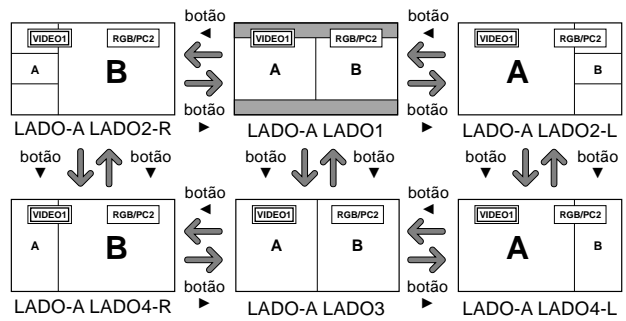 botão botão
◄ ◄
VIDEO1 RGB/PC2 VIDEO1 RGB/PC2 VIDEO1 RGB/PC2
A B A B A B
botão botão
LADO-A LADO2-R ► LADO-A LADO1 ► LADO-A LADO2-L
botão botão botão botão botão botão
▼ ▼ ▼ ▼ ▼ ▼
botão botão
◄ ◄
VIDEO1 RGB/PC2 VIDEO1 RGB/PC2 VIDEO1 RGB/PC2
A B A B A B
botão botão
LADO-A LADO4-R ► LADO-A LADO3 ► LADO-A LADO4-L